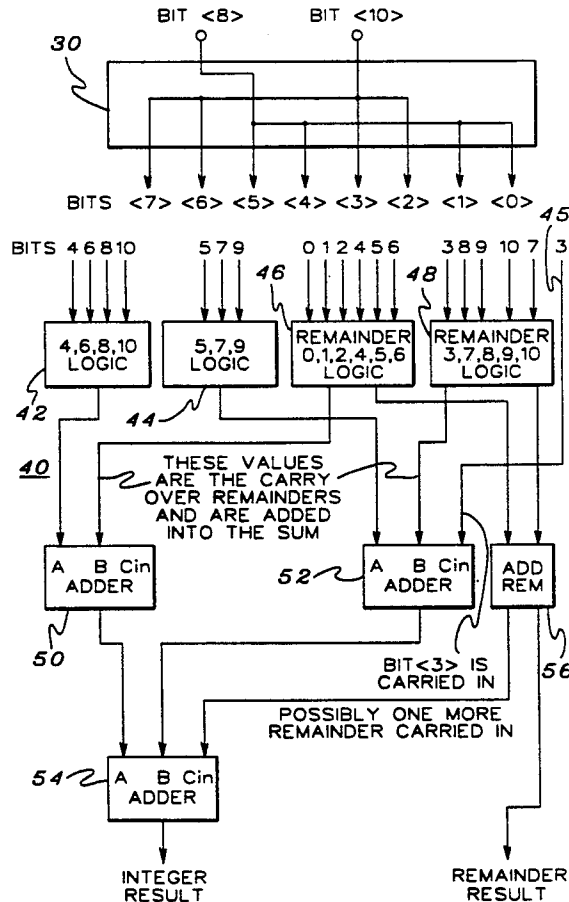 BIT <8> BIT <10>
30
BITS <7> <6> <5> <4> <3> <2> <1> <0>
45
BITS 4 6 8 10 5 7 9 0 1 2 4 5 6 3 8 9 10 7 3
46 48
4,6,8,10
LOGIC
5,7,9
LOGIC
REMAINDER
0,1,2,4,5,6
LOGIC
REMAINDER
3,7,8,9,10
LOGIC
42 44
40
THESE VALUES
ARE THE CARRY
OVER REMAINDERS
AND ARE ADDED
INTO THE SUM
A B Cin
ADDER
50
52
A B Cin
ADDER
ADD
REM
56
BIT<3> IS
CARRIED IN
POSSIBLY ONE MORE
REMAINDER CARRIED IN
54
A B Cin
ADDER
INTEGER
RESULT
REMAINDER
RESULT